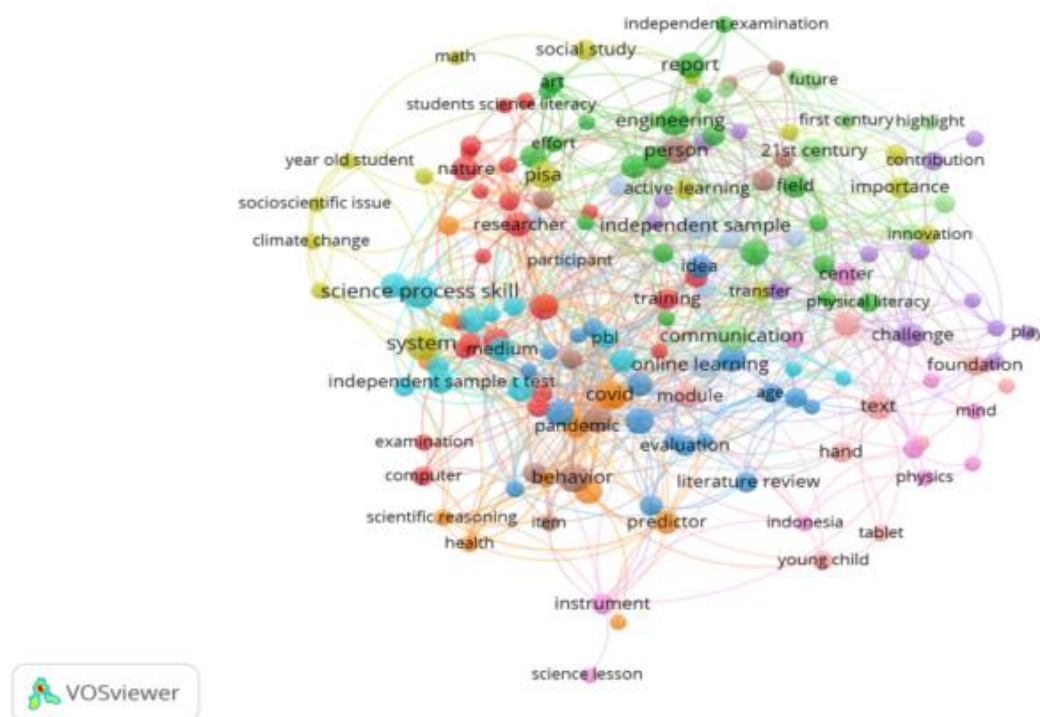 independent examination
social study
math
report
future
art
students science literacy
engineering
first century
highlight
effort
person
21st century
year old student
nature
pisa
contribution
active learning
field
importance
socioscientific issue
researcher
independent sample
climate change
innovation
participant
idea
center
science process skill
training
transfer
physical literacy
system
medium
pbl
communication
challenge
play
independent sample t test
online learning
foundation
covid
module
age
text
mind
pandemic
examination
evaluation
hand
computer
behavior
literature review
physics
scientific reasoning
item
predictor
indonesia
tablet
health
young child
instrument
science lesson
VOSviewer